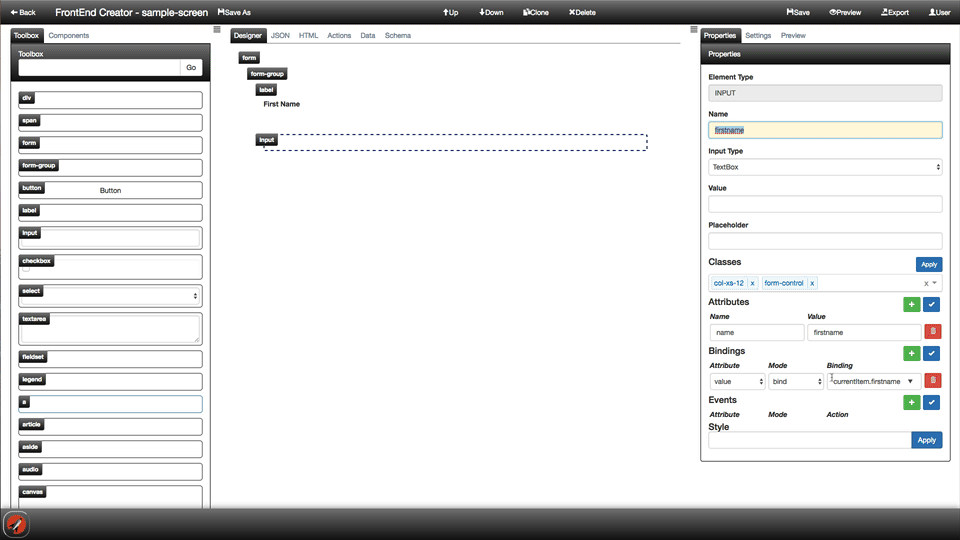 Back FrontEnd Creator - sample-screen Save As Up Down Clone Delete Save Preview Export User
Toolbox Components
Toolbox
Go
div
span
form
form-group
button Button
label
input
checkbox
select
textarea
fieldset
legend
a
article
aside
audio
canvas
Designer JSON HTML Actions Data Schema
form
form-group
label
First Name
input
Properties Settings Preview
Properties
Element Type
INPUT
Name
firstname
Input Type
TextBox
Value
Placeholder
Classes Apply
col-xs-12 x form-control x x
Attributes
Name Value
name firstname
Bindings
Attribute Mode Binding
value bind currentItem.firstname
Events
Attribute Mode Action
Style
Apply